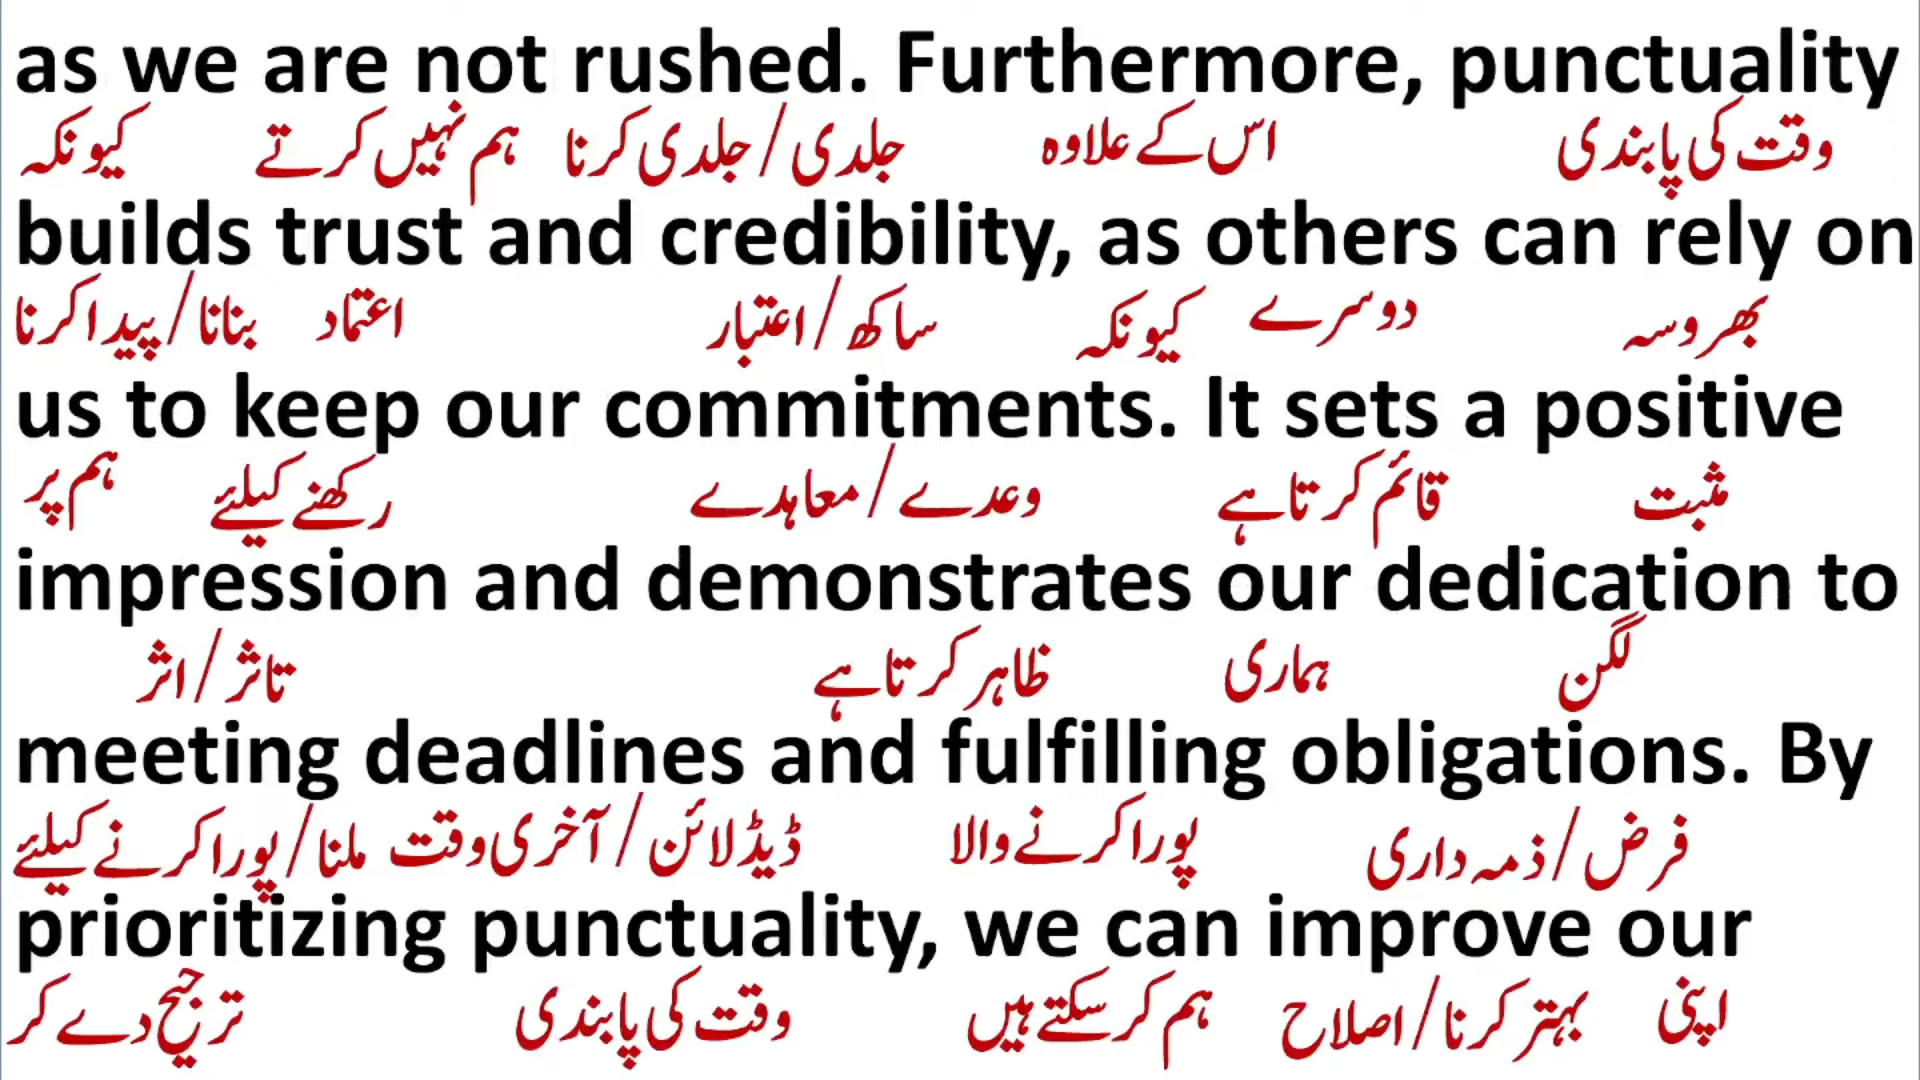 as we are not rushed. Furthermore, punctuality
کیونکہ ہم نہیں کرتے جلدی/جلدی کرنا اس کے علاوہ وقت کی پابندی
builds trust and credibility, as others can rely on
بنانا/پیدا کرنا اعتماد ساکھ/اعتبار کیونکہ دوسرے بھروسہ
us to keep our commitments. It sets a positive
ہم پر رکھنے کیلئے وعدے/معاہدے قائم کرتا ہے مثبت
impression and demonstrates our dedication to
تاثر/اثر ظاہر کرتا ہے ہماری لگن
meeting deadlines and fulfilling obligations. By
ملنا/پورا کرنے کیلئے ڈیڈ لائن/آخری وقت پورا کرنے والا فرض/ذمہ داری
prioritizing punctuality, we can improve our
ترجیح دے کر وقت کی پابندی ہم کر سکتے ہیں بہتر کرنا/اصلاح اپنی